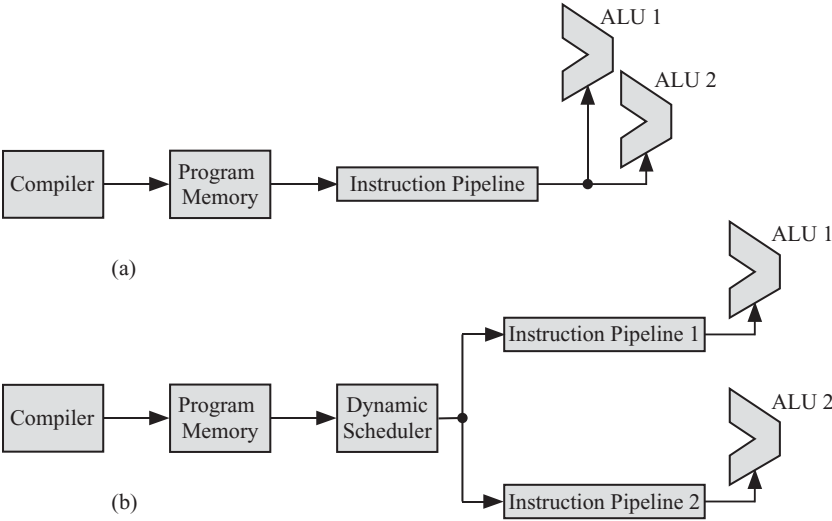 ALU 1
ALU 2
Compiler
Program
Memory
Instruction Pipeline
(a)
ALU 1
Instruction Pipeline 1
Compiler
Program
Memory
Dynamic
Scheduler
ALU 2
Instruction Pipeline 2
(b)